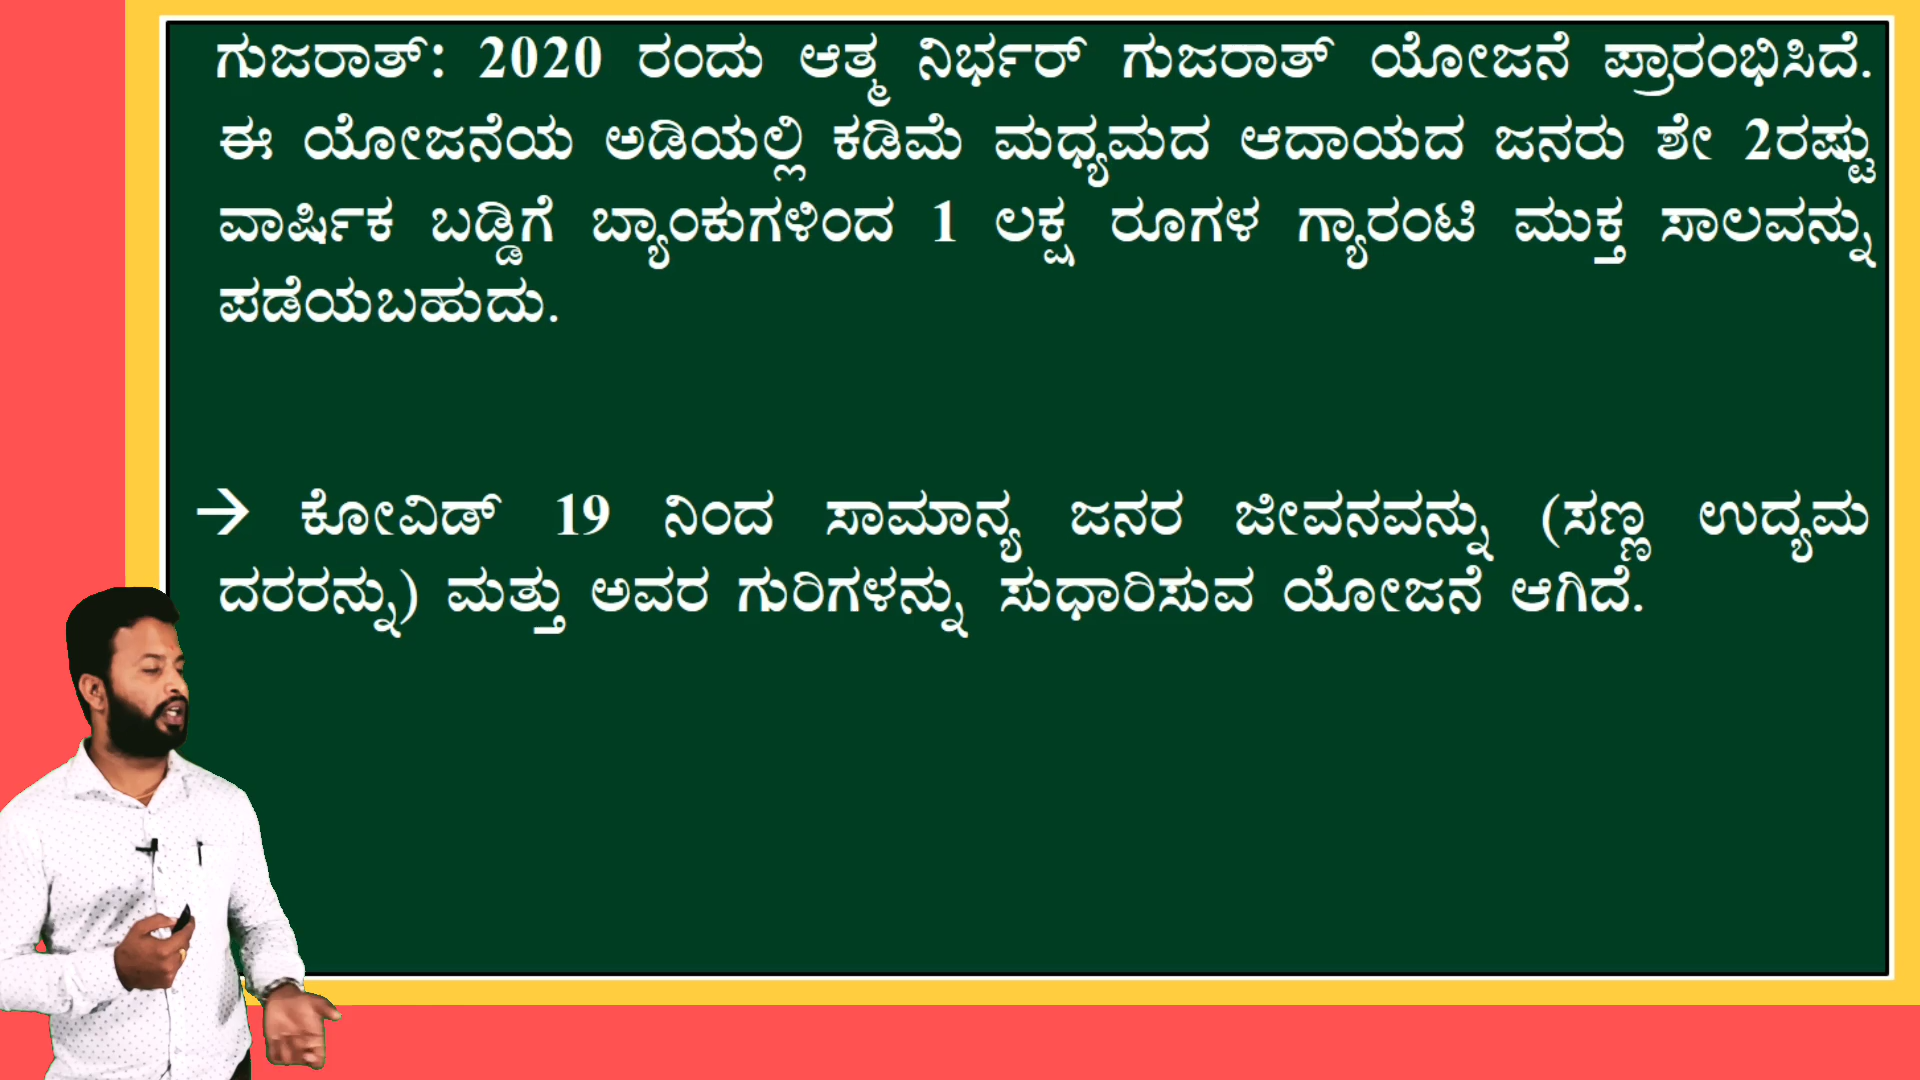 ಗುಜರಾತ್: 2020 ರಂದು ಆತ್ಮ ನಿರ್ಭರ್ ಗುಜರಾತ್ ಯೋಜನೆ ಪ್ರಾರಂಭಿಸಿದೆ.
ಈ ಯೋಜನೆಯ ಅಡಿಯಲ್ಲಿ ಕಡಿಮೆ ಮಧ್ಯಮದ ಆದಾಯದ ಜನರು ಶೇ 2ರಷ್ಟು
ವಾರ್ಷಿಕ ಬಡ್ಡಿಗೆ ಬ್ಯಾಂಕುಗಳಿಂದ 1 ಲಕ್ಷ ರೂಗಳ ಗ್ಯಾರಂಟಿ ಮುಕ್ತ ಸಾಲವನ್ನು
ಪಡೆಯಬಹುದು.
→ ಕೋವಿಡ್ 19 ನಿಂದ ಸಾಮಾನ್ಯ ಜನರ ಜೀವನವನ್ನು (ಸಣ್ಣ ಉದ್ಯಮ
ದರರನ್ನು) ಮತ್ತು ಅವರ ಗುರಿಗಳನ್ನು ಸುಧಾರಿಸುವ ಯೋಜನೆ ಆಗಿದೆ.